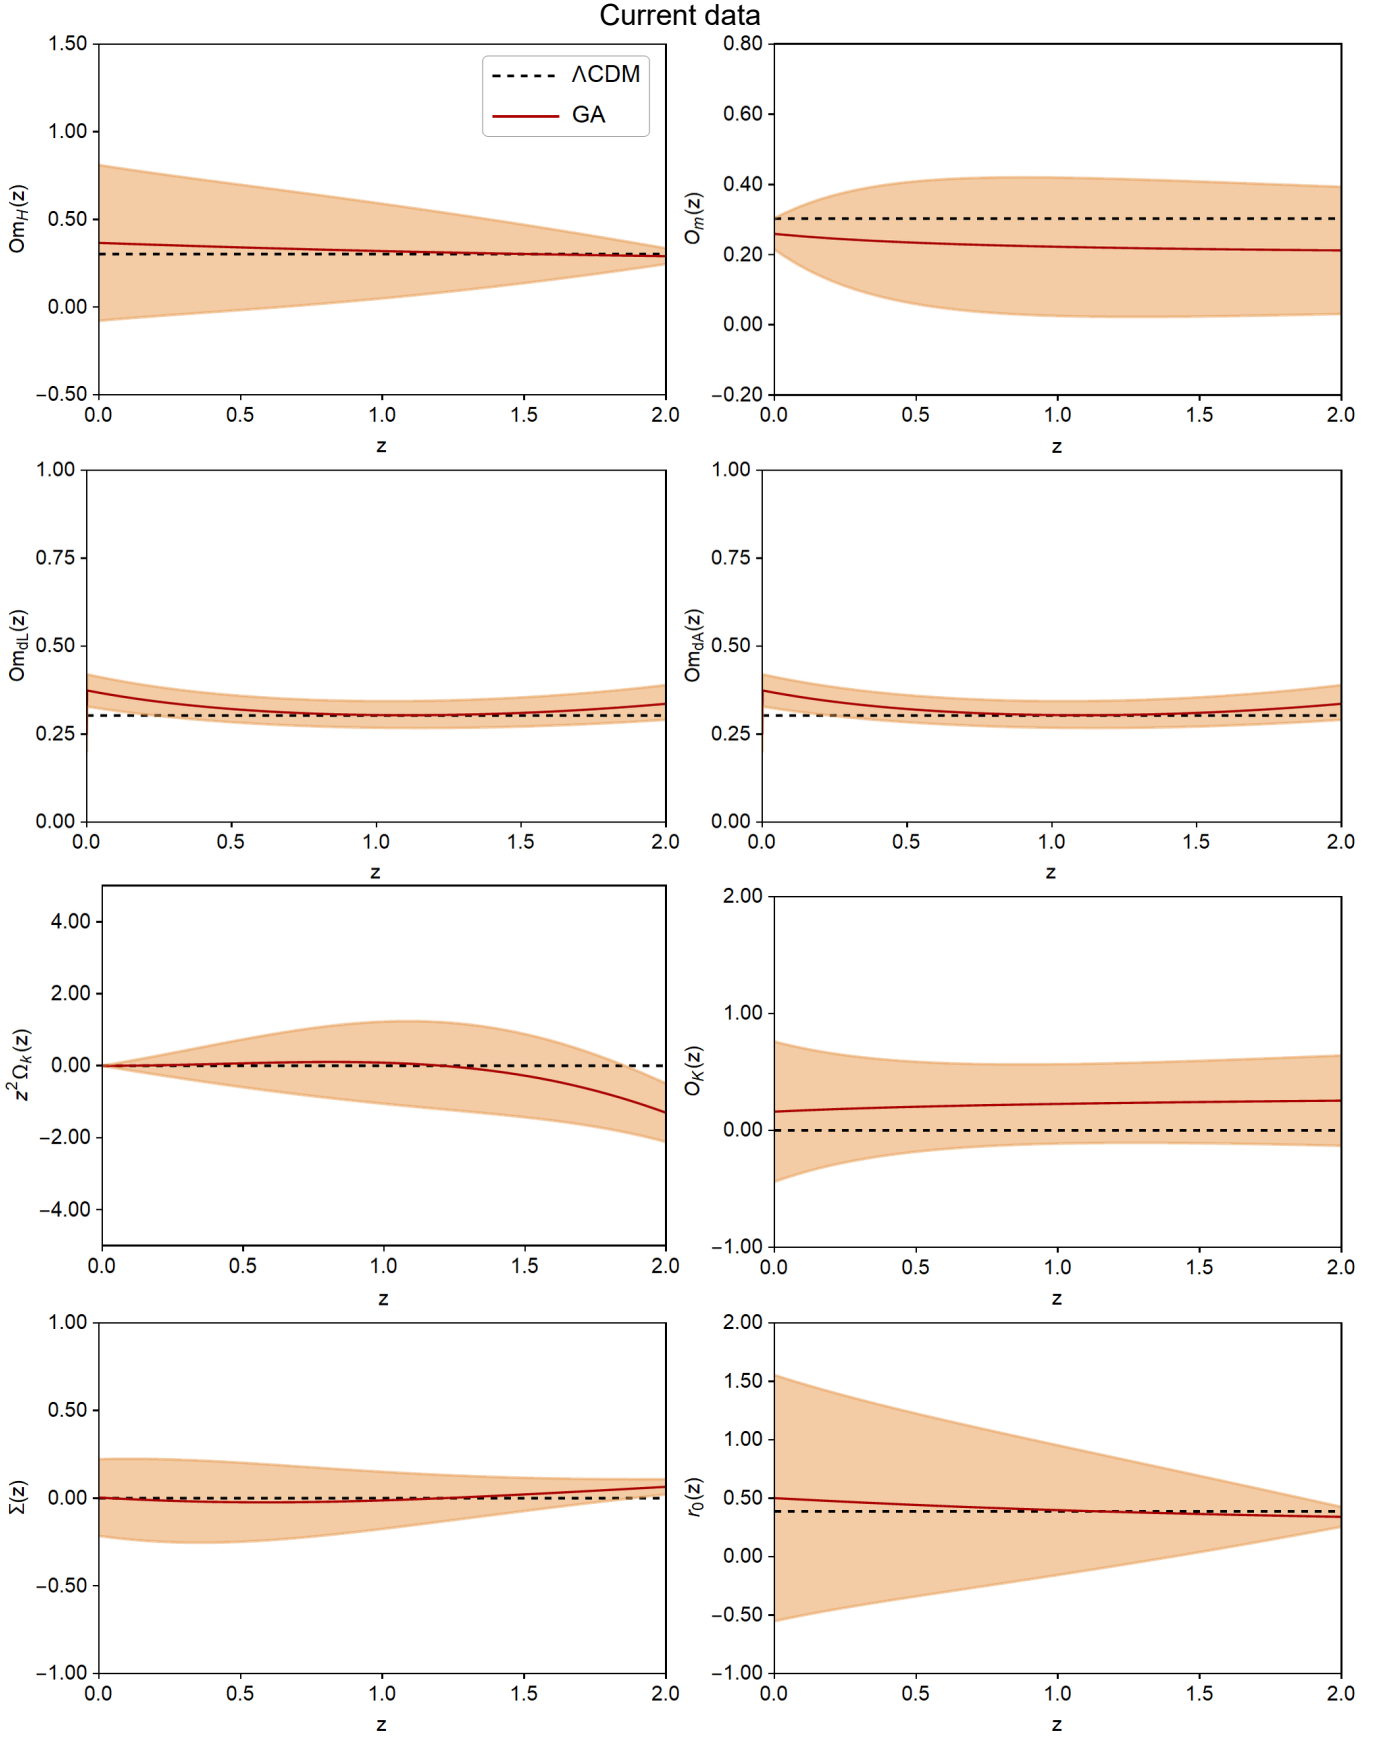 Current data
1.50
1.00
0.50
0.00
−0.50
Om_H(z)
0.0 0.5 1.0 1.5 2.0
z
ΛCDM
GA
0.80
0.60
0.40
0.20
0.00
−0.20
O_m(z)
0.0 0.5 1.0 1.5 2.0
z
1.00
0.75
0.50
0.25
0.00
Om_dL(z)
0.0 0.5 1.0 1.5 2.0
z
1.00
0.75
0.50
0.25
0.00
Om_dA(z)
0.0 0.5 1.0 1.5 2.0
z
4.00
2.00
0.00
−2.00
−4.00
z²Ω_k(z)
0.0 0.5 1.0 1.5 2.0
z
2.00
1.00
0.00
−1.00
O_K(z)
0.0 0.5 1.0 1.5 2.0
z
1.00
0.50
0.00
−0.50
−1.00
Σ(z)
0.0 0.5 1.0 1.5 2.0
z
2.00
1.50
1.00
0.50
0.00
−0.50
−1.00
r_0(z)
0.0 0.5 1.0 1.5 2.0
z